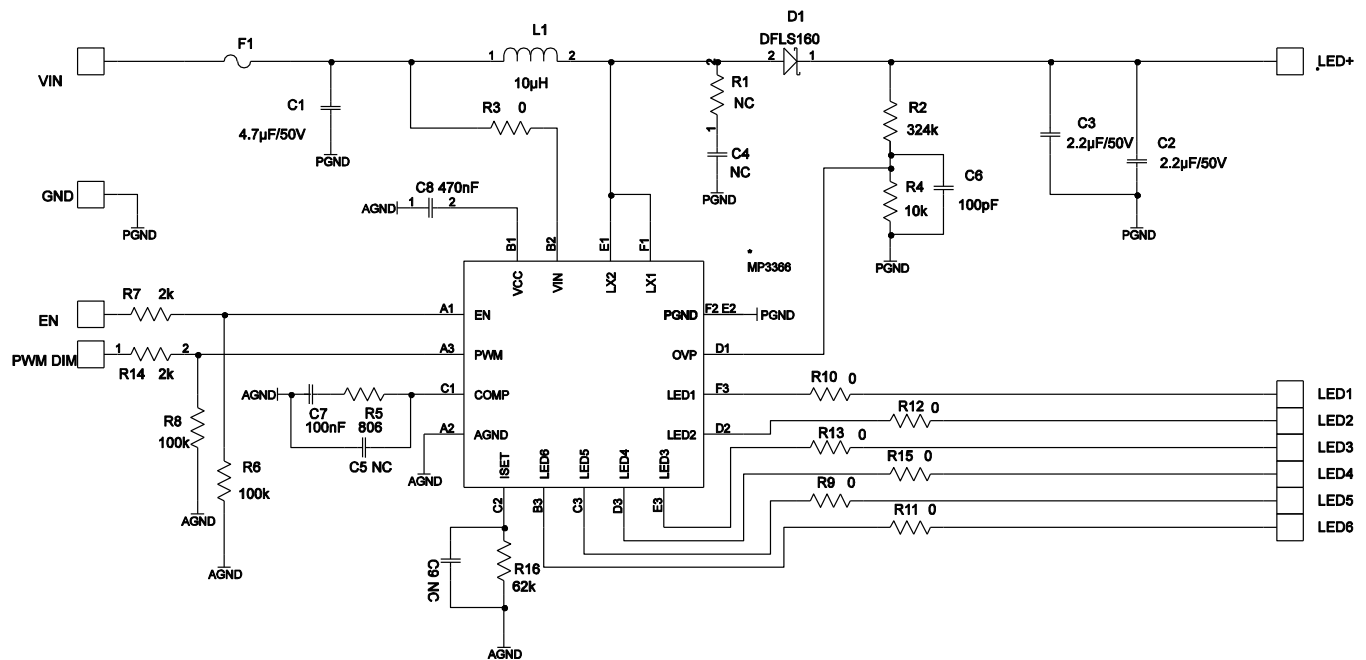 VIN
F1
C1
4.7µF/50V
PGND
1
L1
2
10µH
R3 0
2
R1
NC
1
C4
NC
PGND
D1
DFLS160
2
1
R2
324k
R4
10k
C6
100pF
PGND
C3
2.2µF/50V
C2
2.2µF/50V
PGND
LED+
GND
PGND
C8 470nF
AGND
1
2
B1
B2
E1
F1
VCC
VIN
LX2
LX1
*
MP3366
EN
R7 2k
A1
EN
PGND
F2 E2
PGND
PWM DIM
1
2
R14 2k
A3
PWM
OVP
D1
AGND
C7
100nF
R5
806
C5 NC
C1
COMP
LED1
F3
R10 0
LED1
A2
AGND
LED2
D2
R12 0
LED2
AGND
R8
100k
AGND
R6
100k
AGND
ISET
LED6
LED5
LED4
LED3
C2
B3
C3
D3
E3
R13 0
LED3
R15 0
LED4
R9 0
LED5
R11 0
LED6
C9 NC
R16
62k
AGND